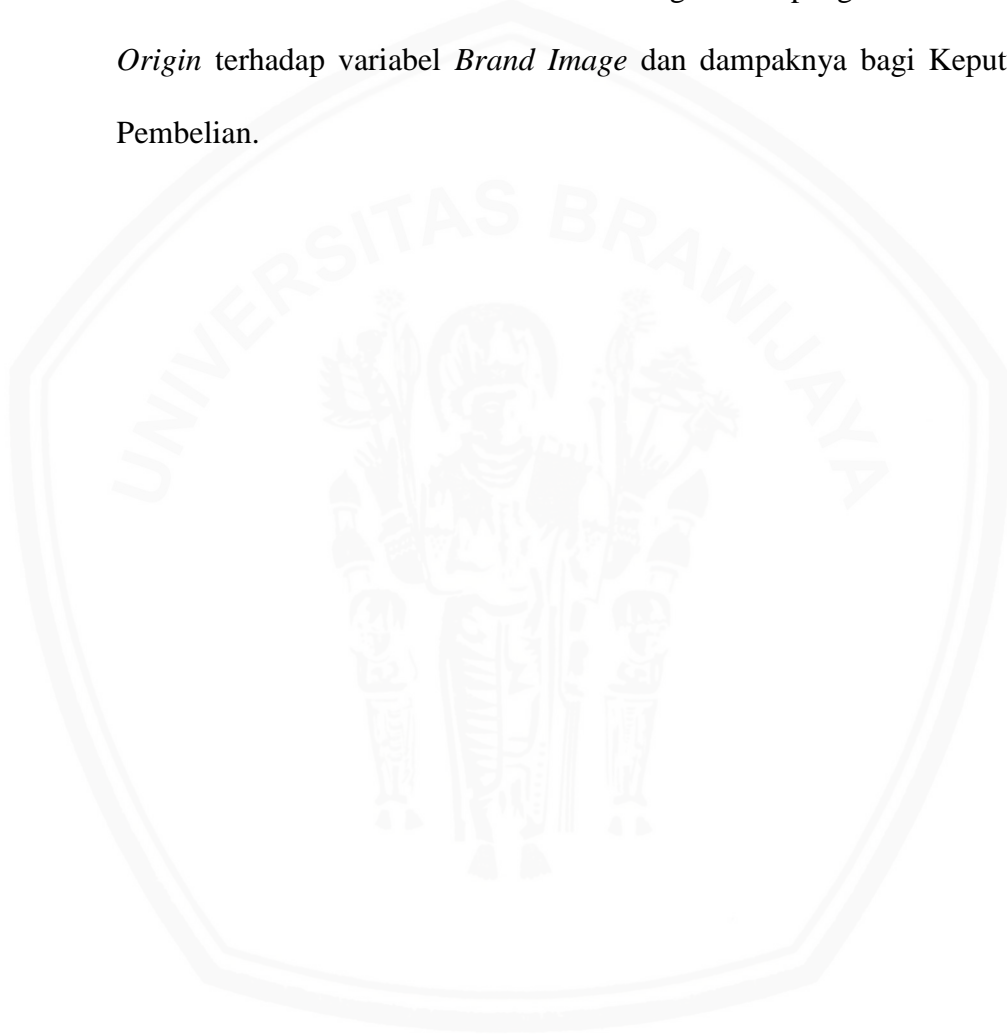 Origin terhadap variabel Brand Image dan dampaknya bagi Keput
Pembelian.
UNIVERSITAS BRAWIJAYA